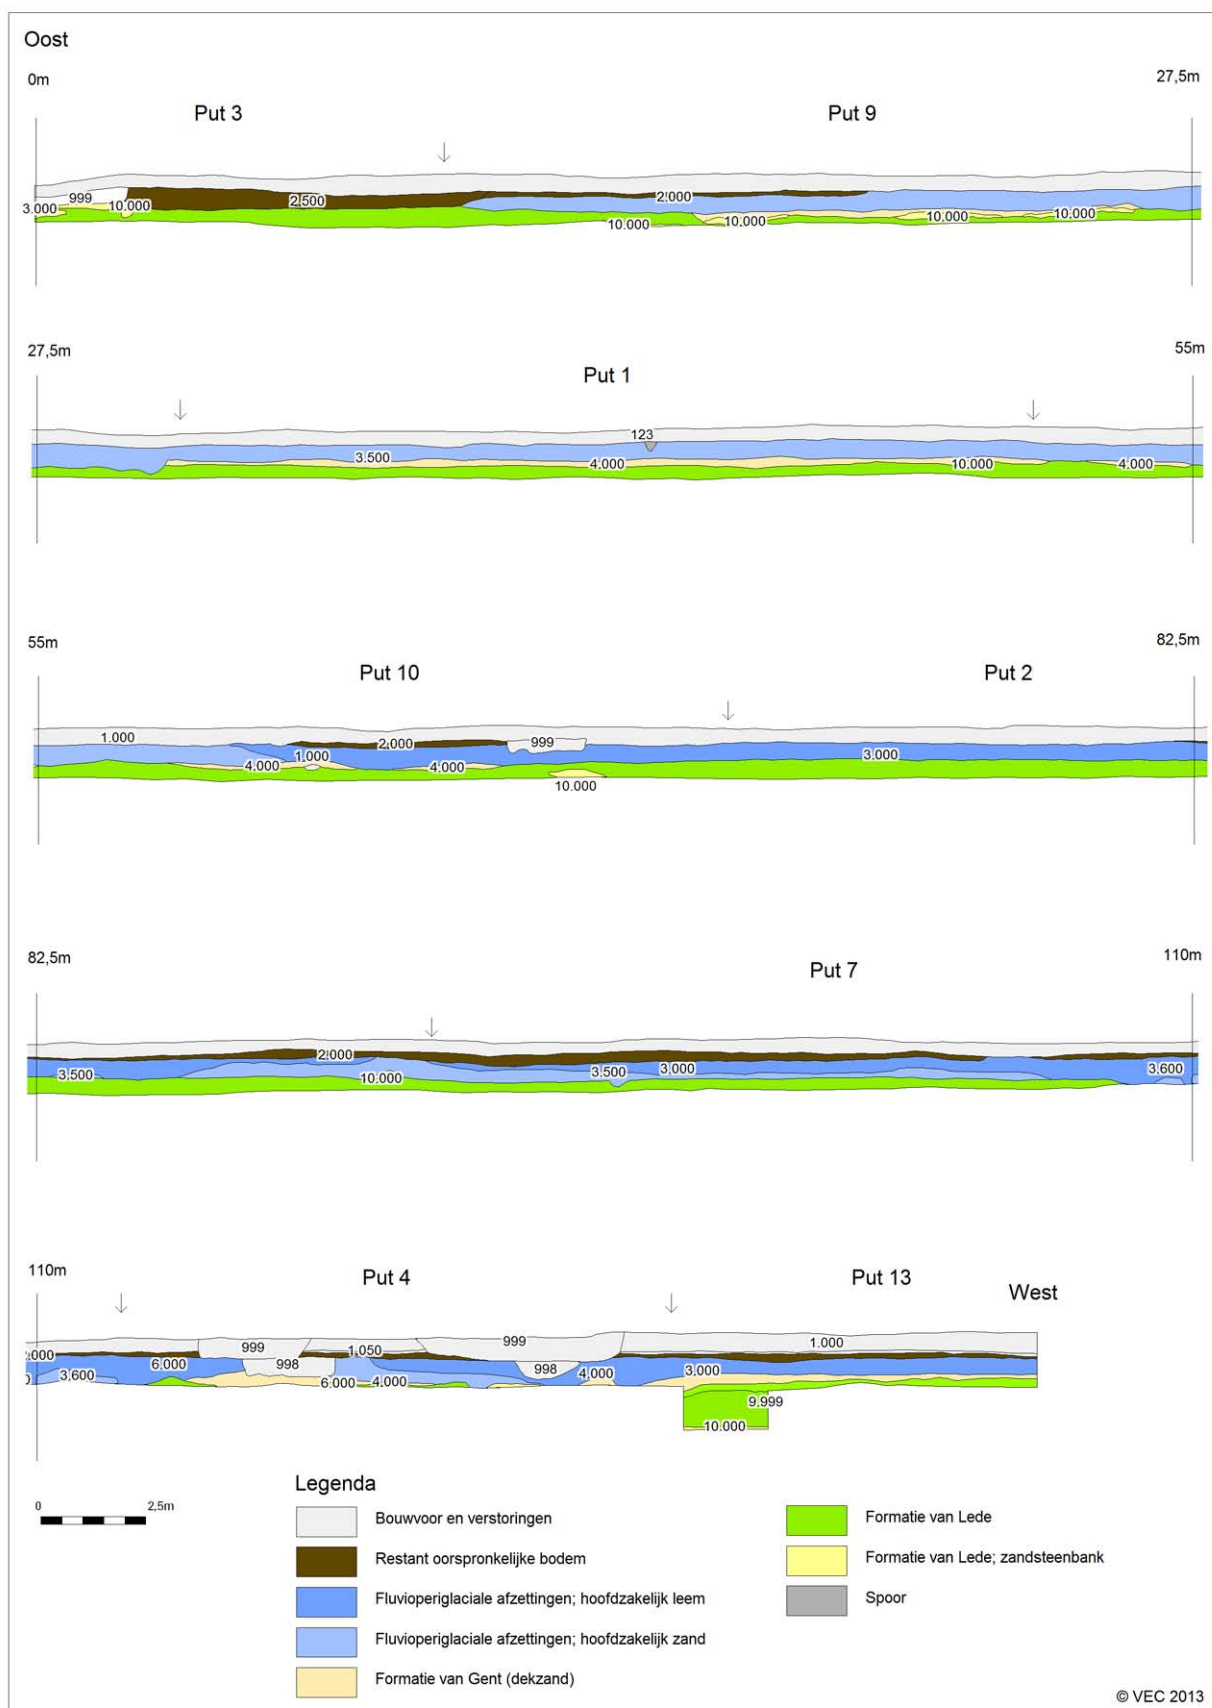 Oost
0m
27,5m
Put 3
Put 9
999
3.000
10.000
2.500
2.000
10.000
10.000
10.000
10.000
27,5m
55m
Put 1
123
3.500
4.000
10.000
4.000
55m
82,5m
Put 10
Put 2
1.000
2.000
999
1.000
4.000
4.000
3.000
10.000
82,5m
110m
Put 7
2.000
3.500
10.000
3.500
3.000
3.600
110m
Put 4
Put 13
West
999
1.050
999
1.000
6.000
998
998
3.600
6.000
4.000
4.000
3.000
9.999
10.000
Legenda
0
2,5m
Bouwvoor en verstoringen
Restant oorspronkelijke bodem
Fluvioperiglaciale afzettingen; hoofdzakelijk leem
Fluvioperiglaciale afzettingen; hoofdzakelijk zand
Formatie van Gent (dekzand)
Formatie van Lede
Formatie van Lede; zandsteenbank
Spoor
© VEC 2013